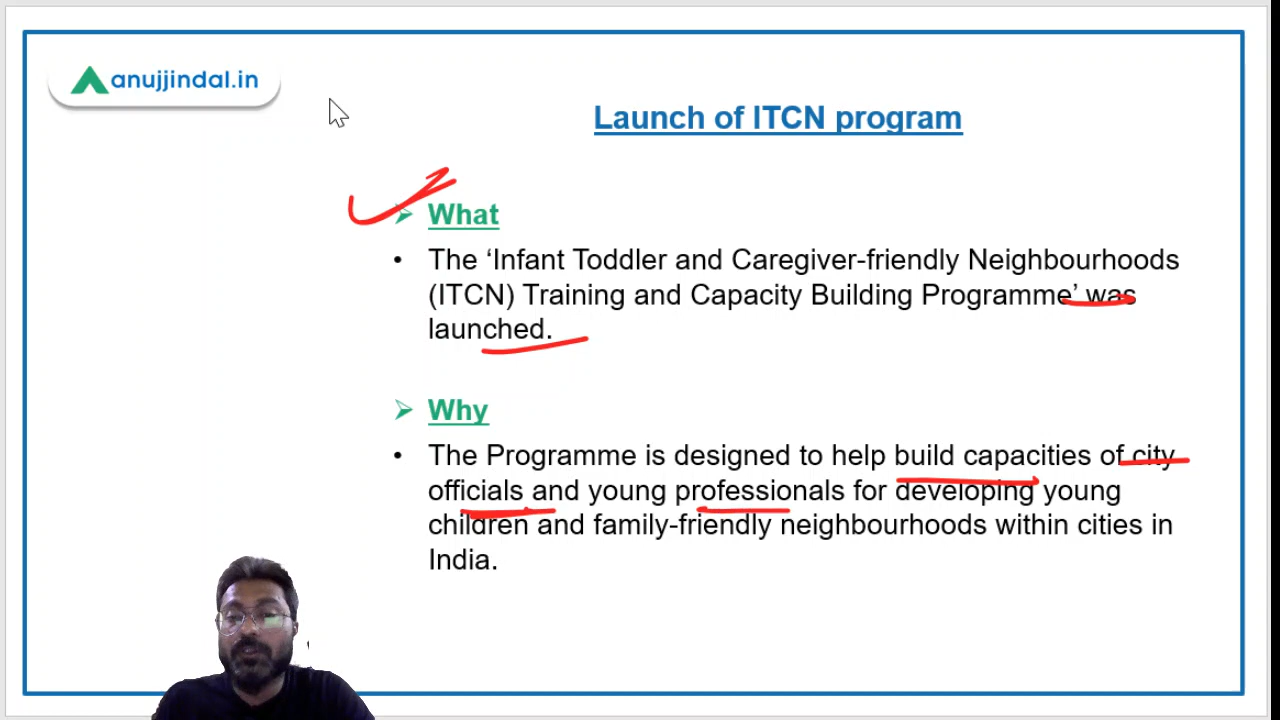 anujjindal.in
Launch of ITCN program
What
The ‘Infant Toddler and Caregiver-friendly Neighbourhoods
(ITCN) Training and Capacity Building Programme’ was
launched.
Why
The Programme is designed to help build capacities of city
officials and young professionals for developing young
children and family-friendly neighbourhoods within cities in
India.